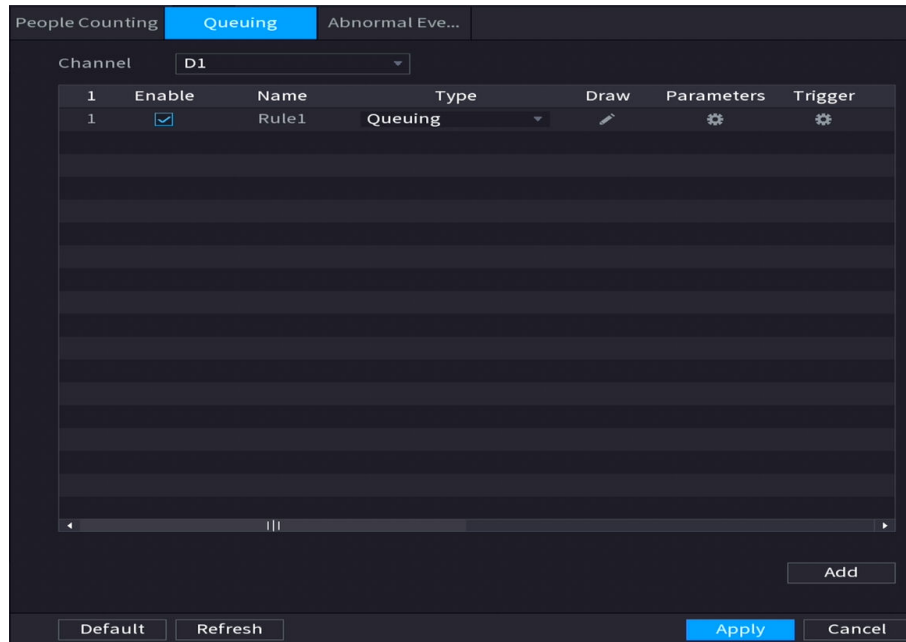 People Counting Queuing Abnormal Eve...
Channel D1
1 Enable Name Type Draw Parameters Trigger
1 Rule1 Queuing
Add
Default Refresh Apply Cancel